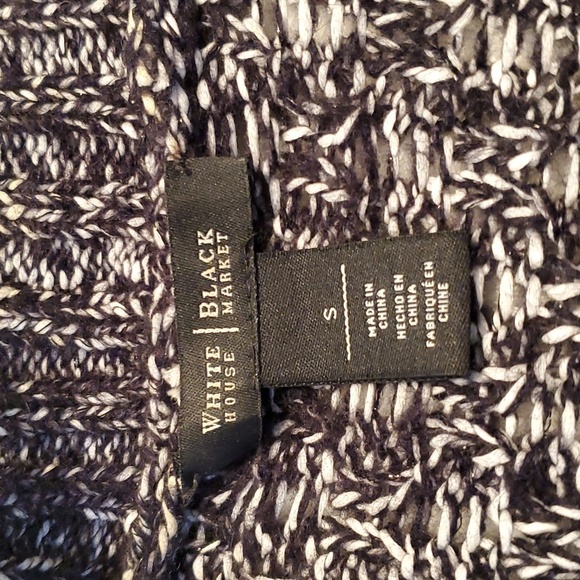 WHITE | BLACK
HOUSE | MARKET
S
MADE IN
CHINA
HECHO EN
CHINA
FABRIQUÉ EN
CHINE